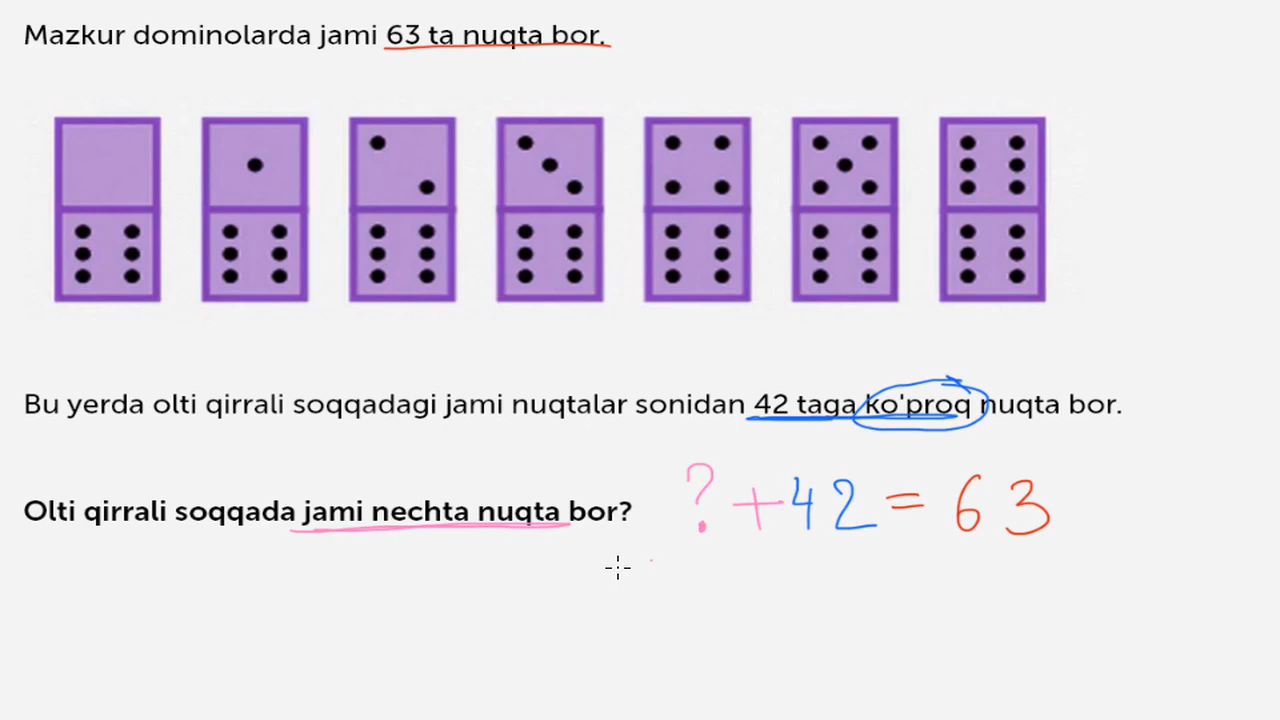 Mazkur dominolarda jami 63 ta nuqta bor.
Bu yerda olti qirrali soqqadagi jami nuqtalar sonidan 42 taga ko'proq nuqta bor.
Olti qirrali soqqada jami nechta nuqta bor? ? + 42 = 63